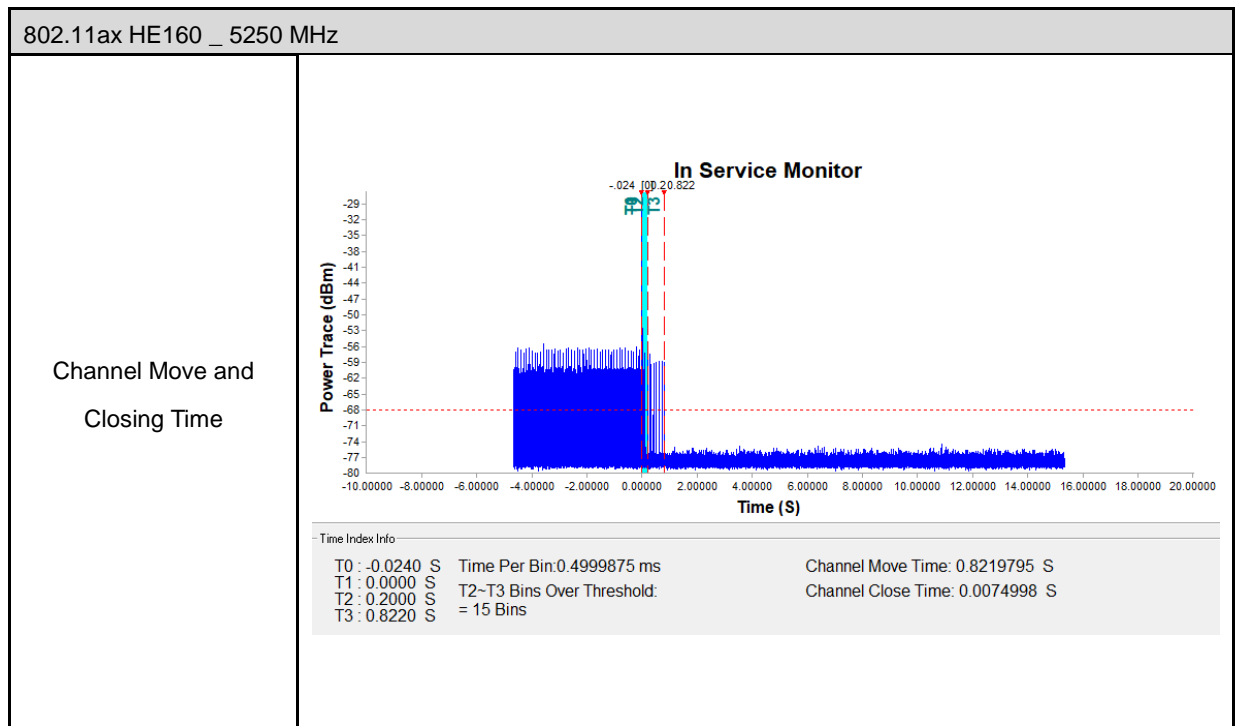 802.11ax HE160 _ 5250 MHz
Channel Move and
Closing Time
In Service Monitor
-.024
0.822
T3
Power Trace (dBm)
-29
-32
-35
-38
-41
-44
-47
-50
-53
-56
-59
-62
-65
-68
-71
-74
-77
-80
-10.00000 -8.00000 -6.00000 -4.00000 -2.00000 0.00000 2.00000 4.00000 6.00000 8.00000 10.00000 12.00000 14.00000 16.00000 18.00000 20.00000
Time (S)
Time Index Info
T0 : -0.0240 S
T1 : 0.0000 S
T2 : 0.2000 S
T3 : 0.8220 S
Time Per Bin:0.4999875 ms
T2~T3 Bins Over Threshold:
= 15 Bins
Channel Move Time: 0.8219795 S
Channel Close Time: 0.0074998 S